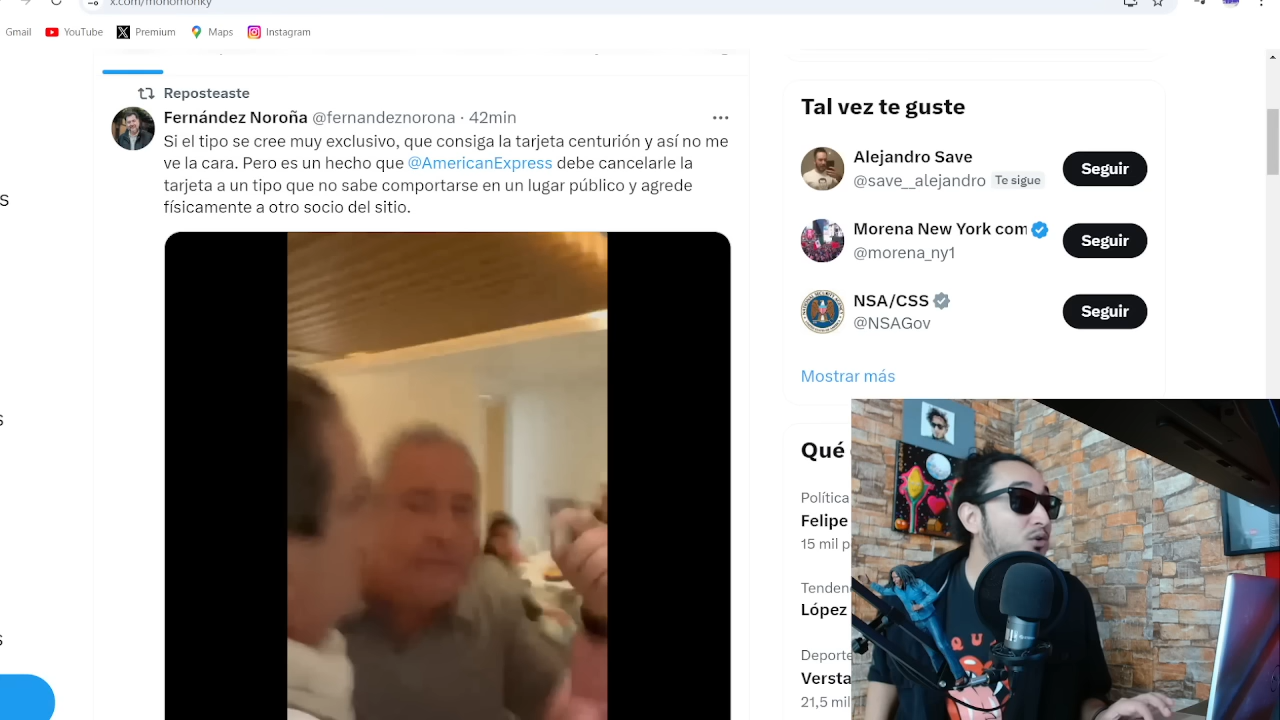 x.com/monomonky
Gmail
YouTube
Premium
Maps
Instagram
Reposteaste
Fernández Noroña @fernandeznorona · 42min
Si el tipo se cree muy exclusivo, que consiga la tarjeta centurión y así no me
ve la cara. Pero es un hecho que @AmericanExpress debe cancelarle la
tarjeta a un tipo que no sabe comportarse en un lugar público y agrede
físicamente a otro socio del sitio.
Tal vez te guste
Alejandro Save
@save__alejandro Te sigue
Seguir
Morena New York com
@morena_ny1
Seguir
NSA/CSS
@NSAGov
Seguir
Mostrar más
Qué
Política
Felipe
15 mil p
Tenden
López
Deporte
Versta
21,5 mil